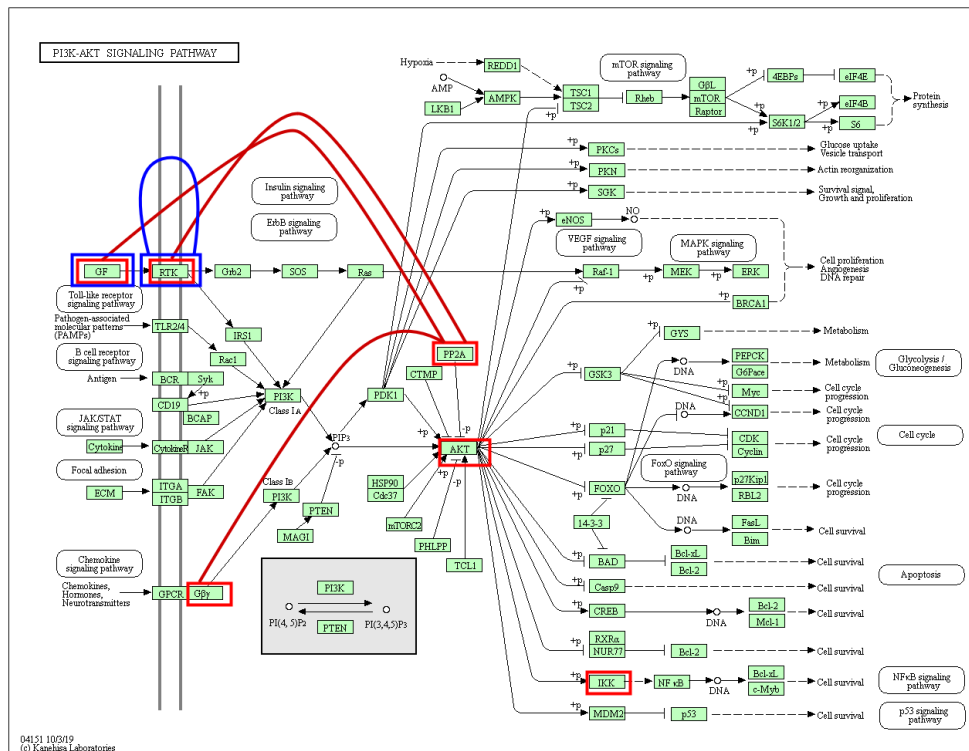 PI3K-AKT SIGNALING PATHWAY
Hypoxia
REDD1
AMP
LKB1
AMPK
+p
TSC1
TSC2
+p
Rheb
mTOR signaling
pathway
GβL
mTOR
Raptor
+p
+p
4EBPs
eIF4E
S6K1/2
+p
+p
eIF4B
S6
Protein
synthesis
PKCs
Glucose uptake
Vesicle transport
+p
PKN
Actin reorganization
+p
SGK
Survival signal,
Growth and proliferation
Insulin signaling
pathway
ErbB signaling
pathway
+p
eNOS
NO
VEGF signaling
pathway
MAPK signaling
pathway
GF
RTK
Grb2
SOS
Ras
Raf-1
+p
+p
MEK
+p
ERK
BRCA1
Cell proliferation
Angiogenesis
DNA repair
Toll-like receptor
signaling pathway
Pathogen-associated
molecular patterns
(PAMPs)
TLR2/4
IRS1
Rac1
B cell receptor
signaling pathway
Antigen
BCR
Syk
+p
CD19
BCAP
PI3K
Class IA
JAK/STAT
signaling pathway
Cytokine
CytokineR
JAK
Focal adhesion
ECM
ITGA
ITGB
FAK
Class IB
PI3K
PIP3
-p
PTEN
MAGI
PP2A
CTMP
PDK1
+p
-p
AKT
+p
-p
HSP90
Cdc37
mTORC2
PHLPP
TCL1
GYS
Metabolism
+p
GSK3
DNA
PEPCK
G6Pace
Metabolism
Glycolysis /
Gluconeogenesis
+p
+p
Myc
Cell cycle
progression
DNA
CCND1
Cell cycle
progression
+p
p21
+p
p27
CDK
Cyclin
Cell cycle
progression
Cell cycle
FoxO signaling
pathway
+p
FOXO
DNA
p27Kip1
RBL2
Cell cycle
progression
14-3-3
DNA
FasL
Bim
Cell survival
+p
BAD
Bcl-xL
Bcl-2
Cell survival
Apoptosis
+p
Casp9
Cell survival
+p
CREB
DNA
Bcl-2
Mcl-1
Cell survival
+p
RXRα
NUR77
Bcl-2
Cell survival
+p
IKK
NFκB
DNA
Bcl-xL
c-Myb
Cell survival
NFκB signaling
pathway
+p
MDM2
p53
Cell survival
p53 signaling
pathway
Chemokine
signaling pathway
Chemokines,
Hormones,
Neurotransmitters
GPCR
Gβγ
PI3K
PI(4, 5)P2
PI(3,4,5)P3
PTEN
04151 10/3/19
(c) Kanehisa Laboratories